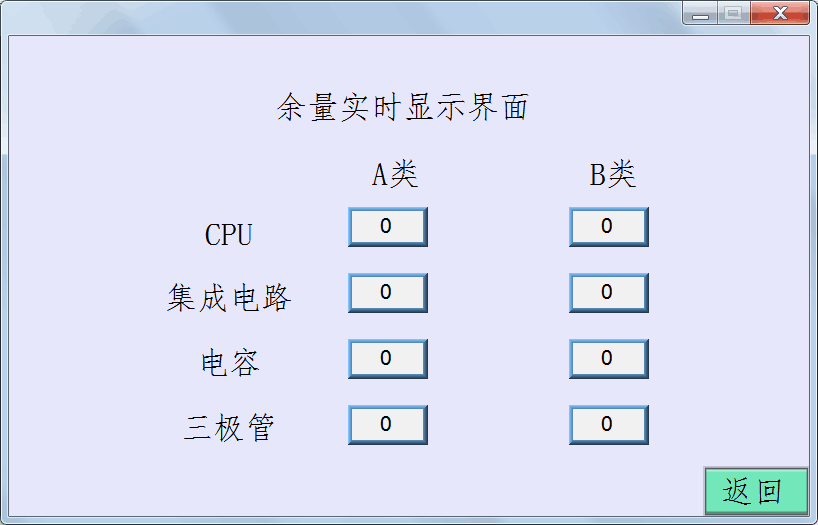 余量实时显示界面
A类 B类
CPU 0 0
集成电路 0 0
电容 0 0
三极管 0 0
返回